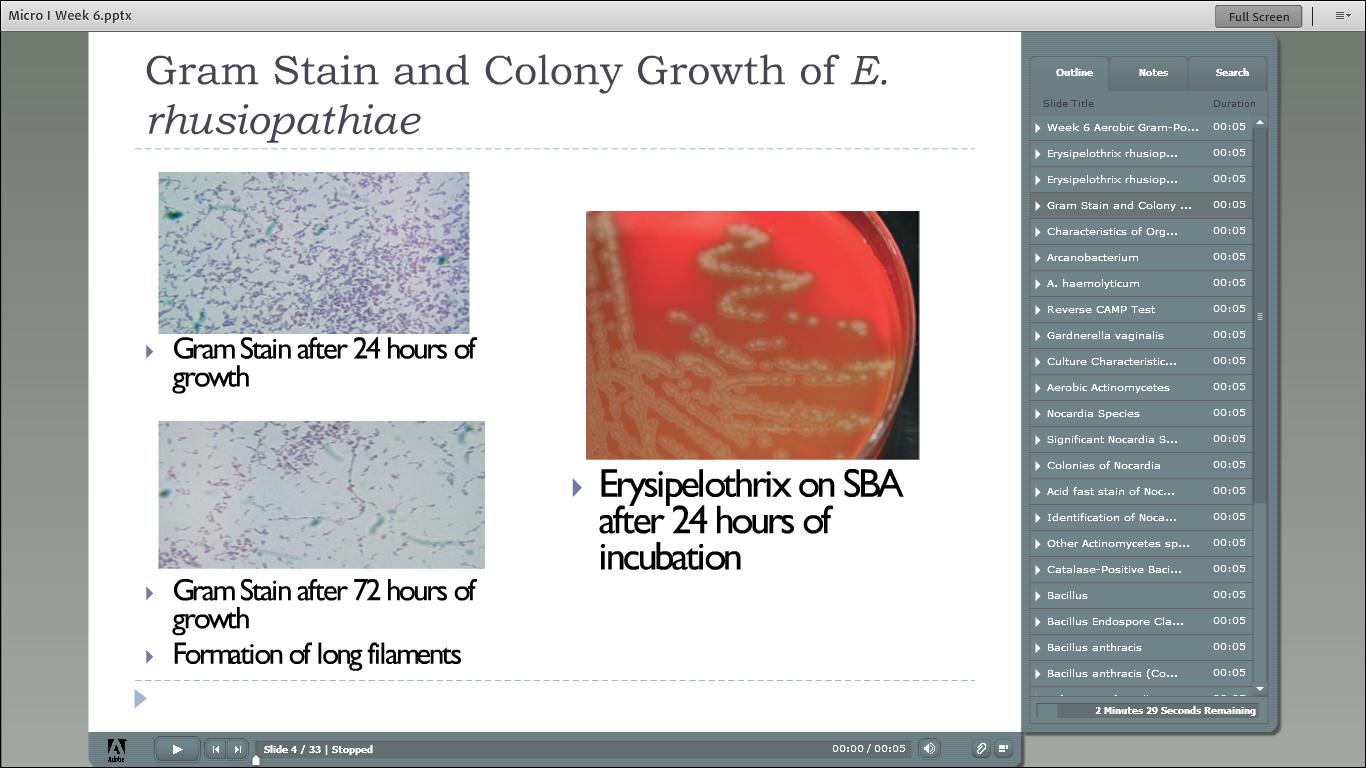 Micro I Week 6.pptx
Full Screen
Gram Stain and Colony Growth of E.
rhusiopathiae
Gram Stain after 24 hours of
growth
Gram Stain after 72 hours of
growth
Formation of long filaments
Erysipelothrix on SBA
after 24 hours of
incubation
Outline Notes Search
Slide Title Duration
Week 6 Aerobic Gram-Po... 00:05
Erysipelothrix rhusiop... 00:05
Erysipelothrix rhusiop... 00:05
Gram Stain and Colony ... 00:05
Characteristics of Org... 00:05
Arcanobacterium 00:05
A. haemolyticum 00:05
Reverse CAMP Test 00:05
Gardnerella vaginalis 00:05
Culture Characteristic... 00:05
Aerobic Actinomycetes 00:05
Nocardia Species 00:05
Significant Nocardia S... 00:05
Colonies of Nocardia 00:05
Acid fast stain of Noc... 00:05
Identification of Noca... 00:05
Other Actinomycetes sp... 00:05
Catalase-Positive Baci... 00:05
Bacillus 00:05
Bacillus Endospore Cla... 00:05
Bacillus anthracis 00:05
Bacillus anthracis (Co... 00:05
2 Minutes 29 Seconds Remaining
Adobe
Slide 4 / 33 | Stopped
00:00 / 00:05